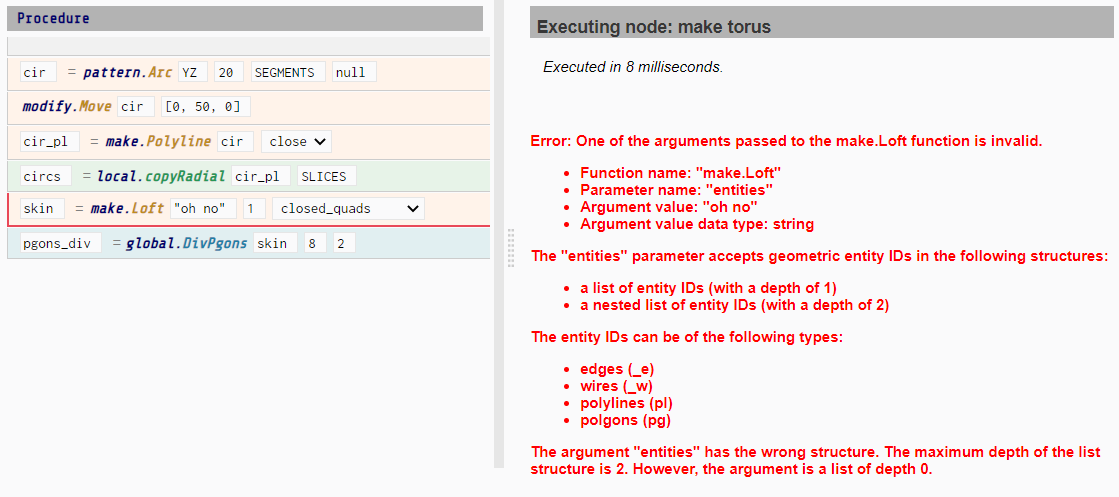 Procedure
cir = pattern.Arc YZ 20 SEGMENTS null
modify.Move cir [0, 50, 0]
cir_pl = make.Polyline cir close
circs = local.copyRadial cir_pl SLICES
skin = make.Loft "oh no" 1 closed_quads
pgons_div = global.DivPgons skin 8 2
Executing node: make torus
Executed in 8 milliseconds.
Error: One of the arguments passed to the make.Loft function is invalid.
• Function name: "make.Loft"
• Parameter name: "entities"
• Argument value: "oh no"
• Argument value data type: string
The "entities" parameter accepts geometric entity IDs in the following structures:
• a list of entity IDs (with a depth of 1)
• a nested list of entity IDs (with a depth of 2)
The entity IDs can be of the following types:
• edges (_e)
• wires (_w)
• polylines (pl)
• polgons (pg)
The argument "entities" has the wrong structure. The maximum depth of the list
structure is 2. However, the argument is a list of depth 0.